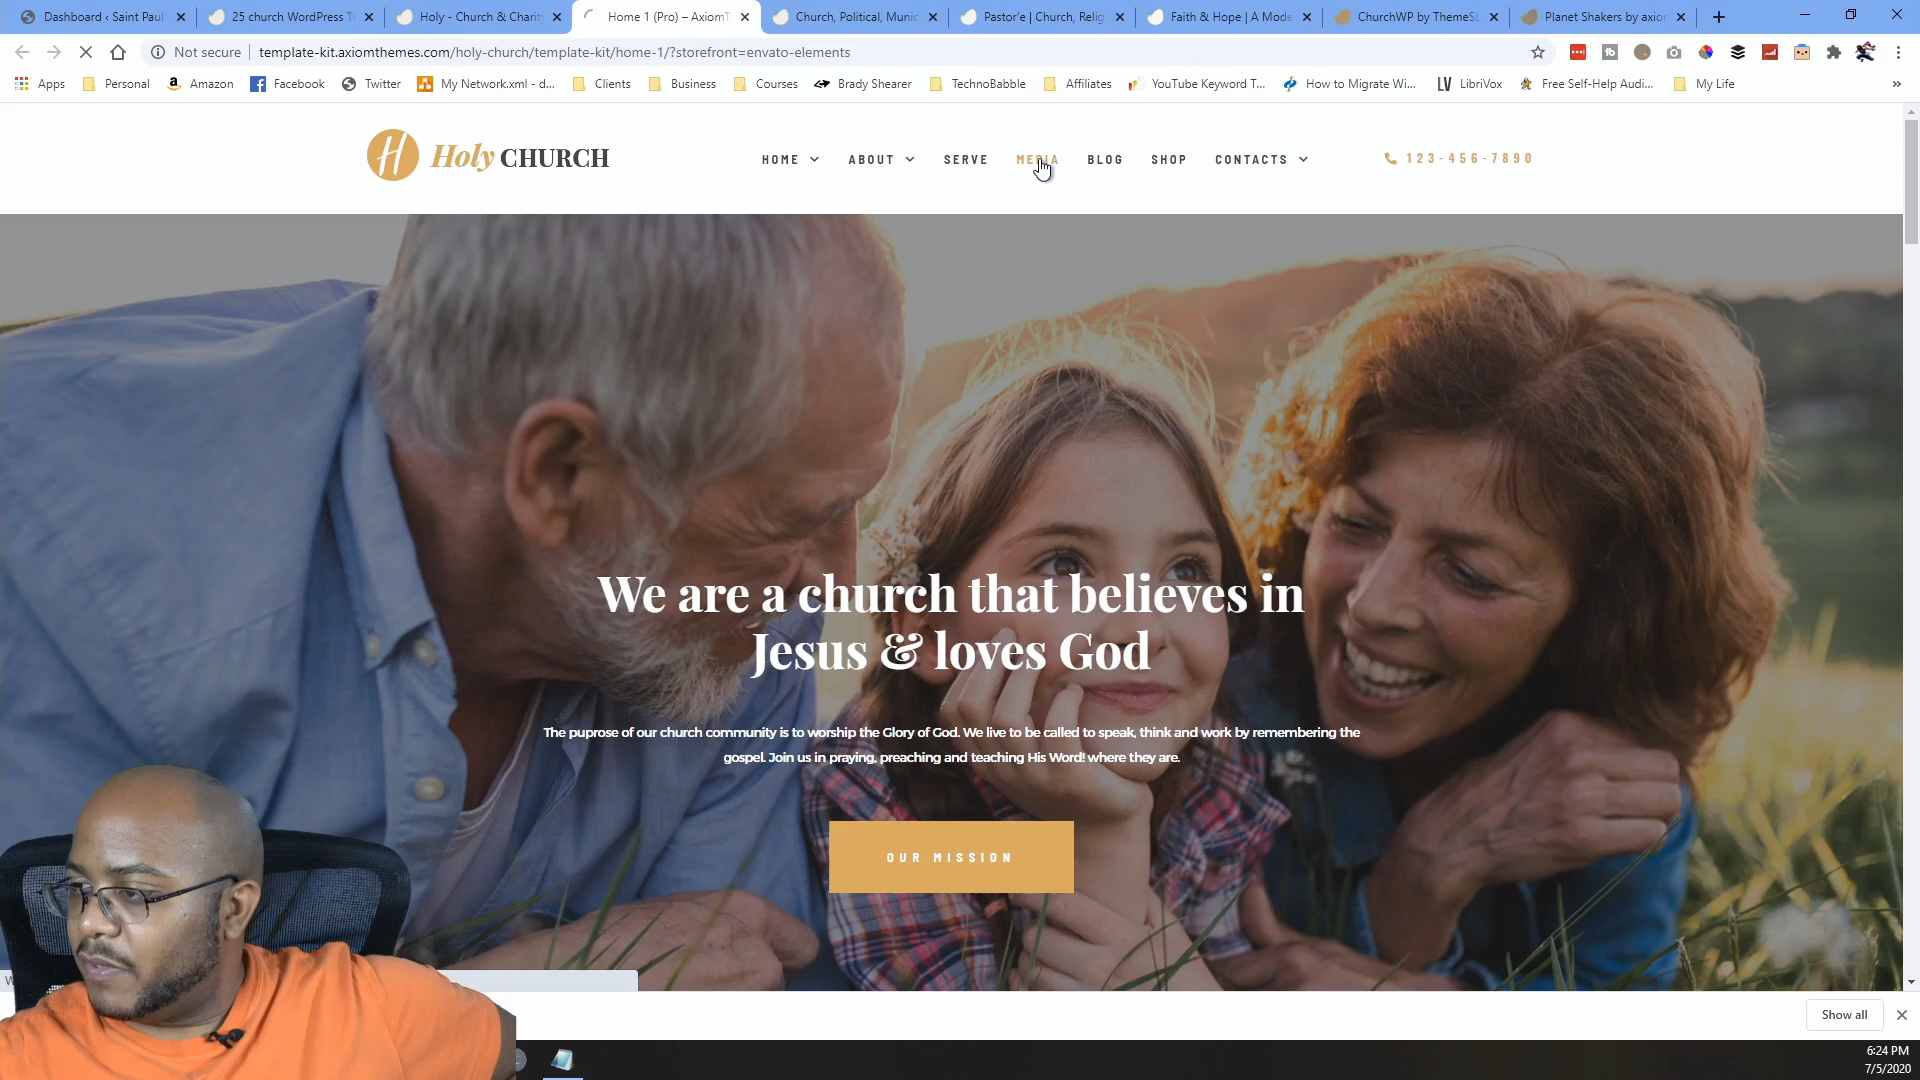 Dashboard ‹ Saint Paul
25 church WordPress T
Holy - Church & Charit
Home 1 (Pro) – AxiomT
Church, Political, Munic
Pastor'e | Church, Relig
Faith & Hope | A Mode
ChurchWP by ThemeSL
Planet Shakers by axio
Not secure
template-kit.axiomthemes.com/holy-church/template-kit/home-1/?storefront=envato-elements
Apps
Personal
Amazon
Facebook
Twitter
My Network.xml - d...
Clients
Business
Courses
Brady Shearer
TechnoBabble
Affiliates
YouTube Keyword T...
How to Migrate Wi...
LV LibriVox
Free Self-Help Audi...
My Life
»
H Holy CHURCH
HOME
ABOUT
SERVE
MEDIA
BLOG
SHOP
CONTACTS
123-456-7890
We are a church that believes in
Jesus & loves God
The puprose of our church community is to worship the Glory of God. We live to be called to speak, think and work by remembering the
gospel. Join us in praying, preaching and teaching His Word! where they are.
OUR MISSION
Show all
6:24 PM
7/5/2020